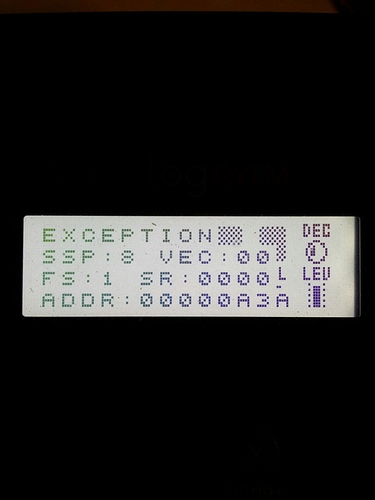 EXCEPTION
SSP:8 VEC:00
FS:1 SR:0000
ADDR:00000A3A
DEC
L
LEV